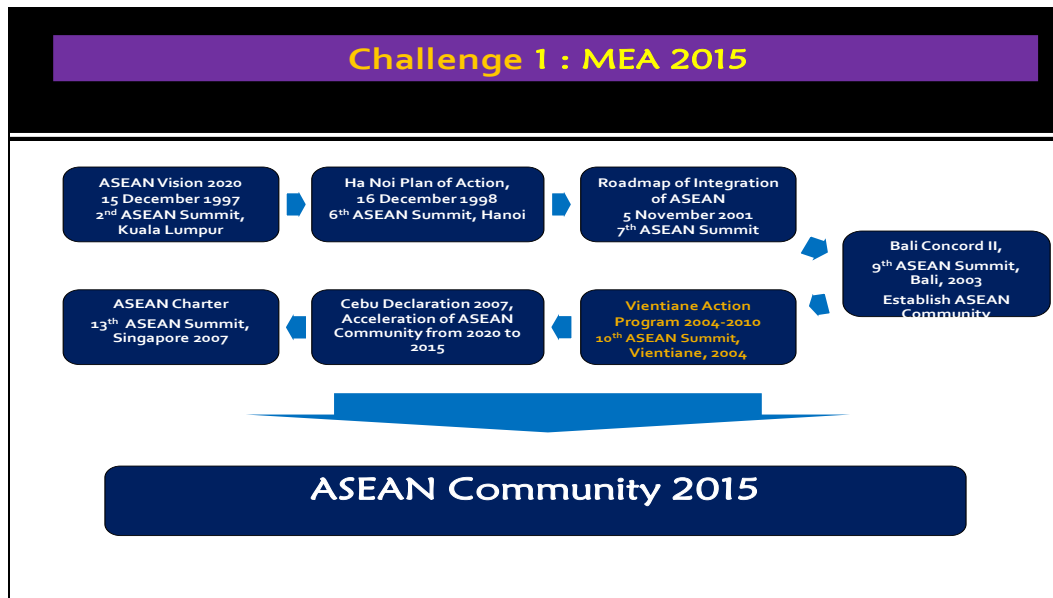 Challenge 1 : MEA 2015
ASEAN Vision 2020
15 December 1997
2nd ASEAN Summit,
Kuala Lumpur
Ha Noi Plan of Action,
16 December 1998
6th ASEAN Summit, Hanoi
Roadmap of Integration
of ASEAN
5 November 2001
7th ASEAN Summit
Bali Concord II,
9th ASEAN Summit,
Bali, 2003
Establish ASEAN
Community
Vientiane Action
Program 2004-2010
10th ASEAN Summit,
Vientiane, 2004
Cebu Declaration 2007,
Acceleration of ASEAN
Community from 2020 to
2015
ASEAN Charter
13th ASEAN Summit,
Singapore 2007
ASEAN Community 2015